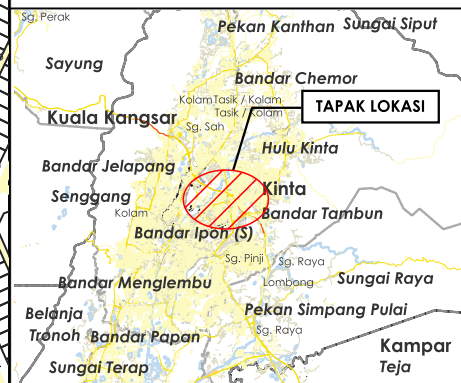 Sg. Perak
Pekan Kanthan
Sungai Siput
Sayung
Bandar Chemor
KolamTasik / Kolam
Tasik / Kolam
TAPAK LOKASI
Kuala Kangsar
Sg. Sah
Hulu Kinta
Bandar Jelapang
Senggang
Kinta
Kolam
Bandar Tambun
Bandar Ipoh (S)
Sg. Pinji
Sg. Raya
Bandar Menglembu
Lombong
Sungai Raya
Belanja
Pekan Simpang Pulai
Tronoh
Bandar Papan
Sg. Raya
Kampar
Sungai Terap
Teja